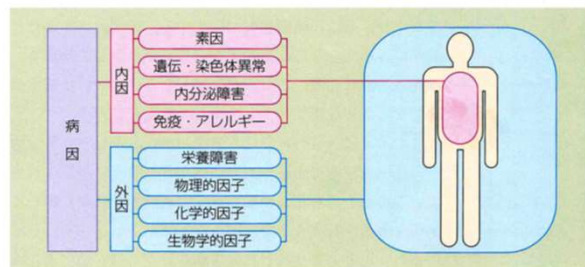 病因
内因
素因
遺伝・染色体異常
内分泌障害
免疫・アレルギー
外因
栄養障害
物理的因子
化学的因子
生物学的因子